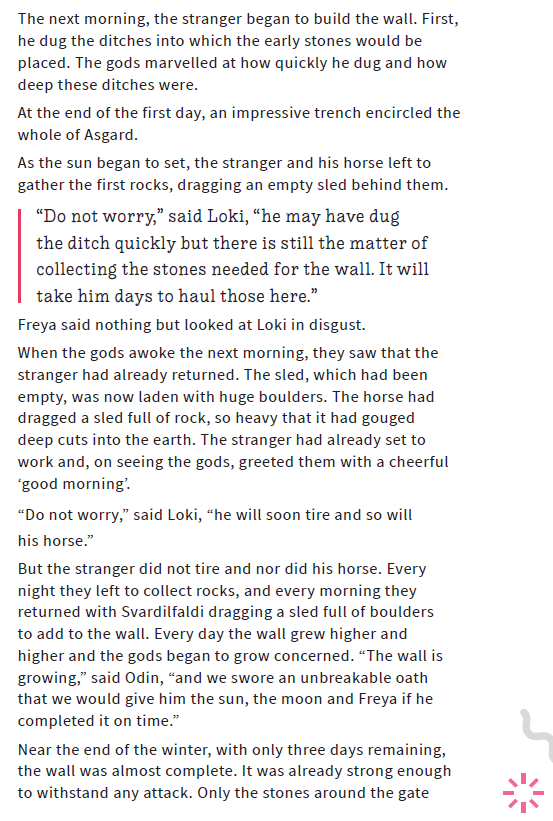 The next morning, the stranger began to build the wall. First,
he dug the ditches into which the early stones would be
placed. The gods marvelled at how quickly he dug and how
deep these ditches were.
At the end of the first day, an impressive trench encircled the
whole of Asgard.
As the sun began to set, the stranger and his horse left to
gather the first rocks, dragging an empty sled behind them.
“Do not worry,” said Loki, “he may have dug
the ditch quickly but there is still the matter of
collecting the stones needed for the wall. It will
take him days to haul those here.”
Freya said nothing but looked at Loki in disgust.
When the gods awoke the next morning, they saw that the
stranger had already returned. The sled, which had been
empty, was now laden with huge boulders. The horse had
dragged a sled full of rock, so heavy that it had gouged
deep cuts into the earth. The stranger had already set to
work and, on seeing the gods, greeted them with a cheerful
‘good morning’.
“Do not worry,” said Loki, “he will soon tire and so will
his horse.”
But the stranger did not tire and nor did his horse. Every
night they left to collect rocks, and every morning they
returned with Svardilfaldi dragging a sled full of boulders
to add to the wall. Every day the wall grew higher and
higher and the gods began to grow concerned. “The wall is
growing,” said Odin, “and we swore an unbreakable oath
that we would give him the sun, the moon and Freya if he
completed it on time.”
Near the end of the winter, with only three days remaining,
the wall was almost complete. It was already strong enough
to withstand any attack. Only the stones around the gate